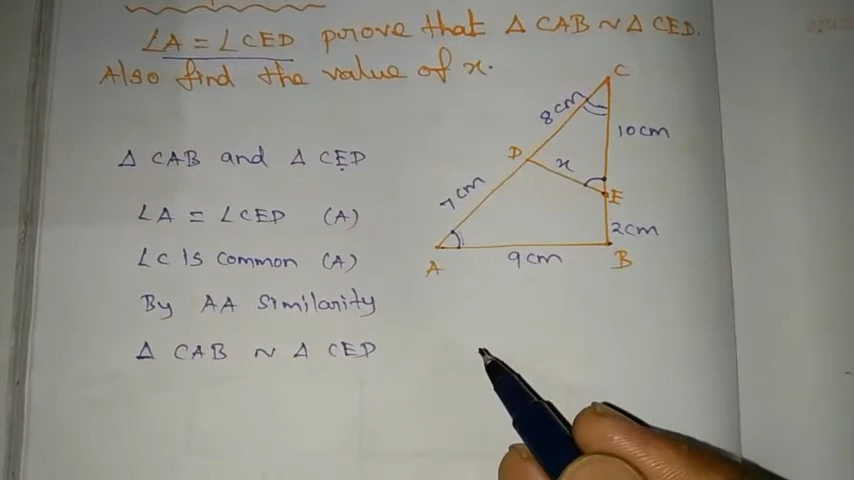 ∠A = ∠CED prove that Δ CAB ~ Δ CED.
Also find the value of x.
Δ CAB and Δ CED
∠A = ∠CED (A)
∠C is common (A)
By AA similarity
Δ CAB ~ Δ CED
C
8cm
10cm
D
x
E
7cm
2cm
A
9cm
B